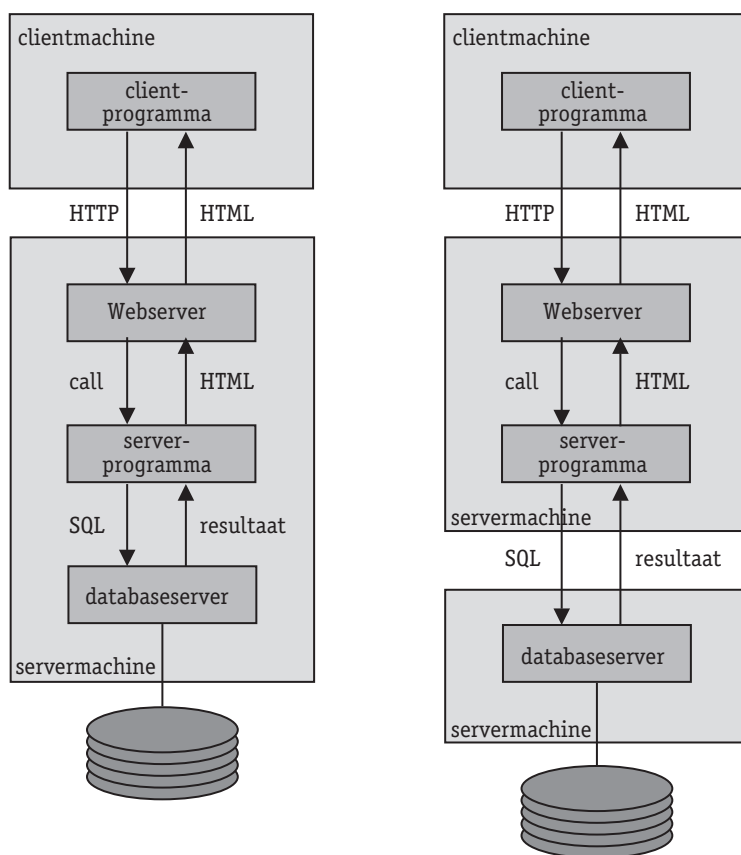 clientmachine
client-
programma
HTTP
HTML
Webserver
call
HTML
server-
programma
SQL
resultaat
databaseserver
servermachine
clientmachine
client-
programma
HTTP
HTML
Webserver
call
HTML
server-
programma
servermachine
SQL
resultaat
databaseserver
servermachine